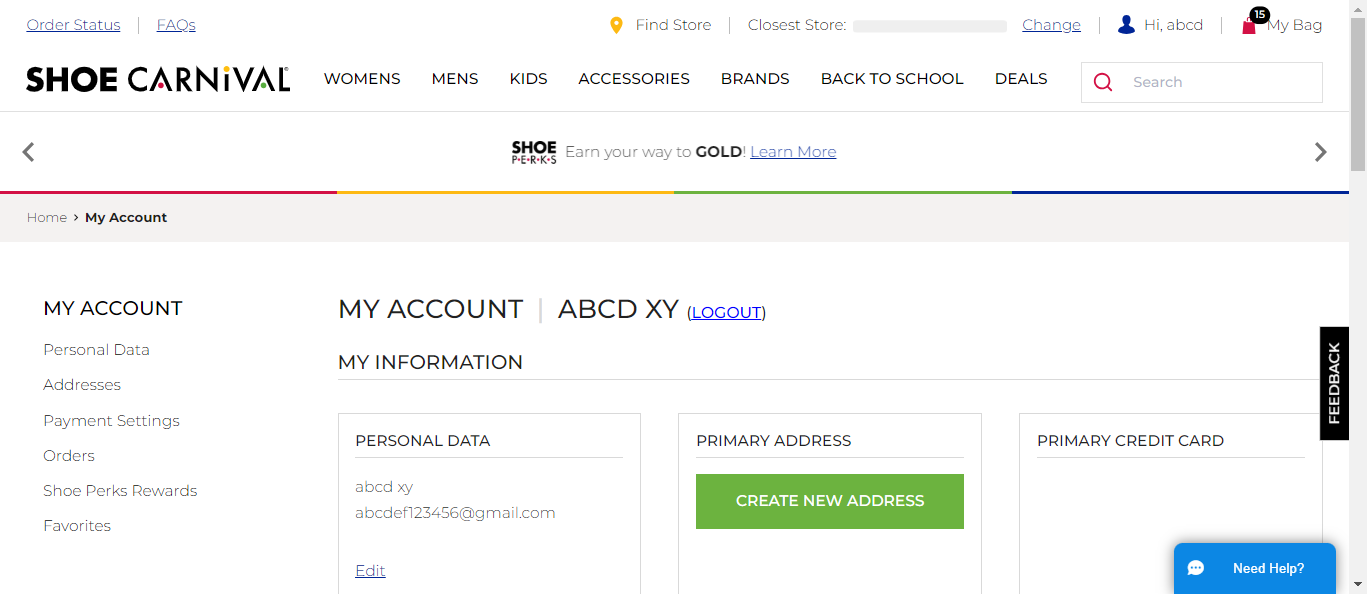 Order Status
FAQs
Find Store
Closest Store:
Change
Hi, abcd
15
My Bag
SHOE CARNiVAL®
WOMENS
MENS
KIDS
ACCESSORIES
BRANDS
BACK TO SCHOOL
DEALS
Search
SHOE
P•E•R•K•S
Earn your way to GOLD! Learn More
Home > My Account
MY ACCOUNT
Personal Data
Addresses
Payment Settings
Orders
Shoe Perks Rewards
Favorites
MY ACCOUNT | ABCD XY (LOGOUT)
MY INFORMATION
PERSONAL DATA
abcd xy
abcdef123456@gmail.com
Edit
PRIMARY ADDRESS
CREATE NEW ADDRESS
PRIMARY CREDIT CARD
FEEDBACK
Need Help?